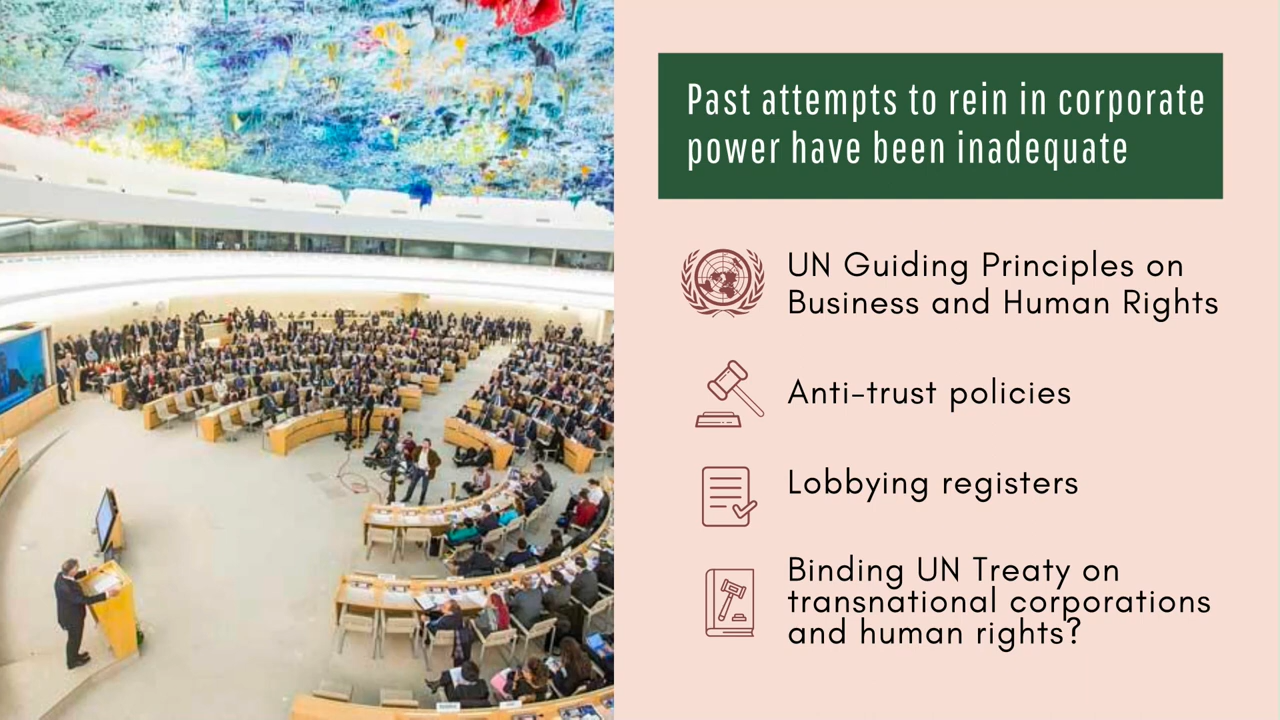 Past attempts to rein in corporate
power have been inadequate
UN Guiding Principles on
Business and Human Rights
Anti-trust policies
Lobbying registers
Binding UN Treaty on
transnational corporations
and human rights?